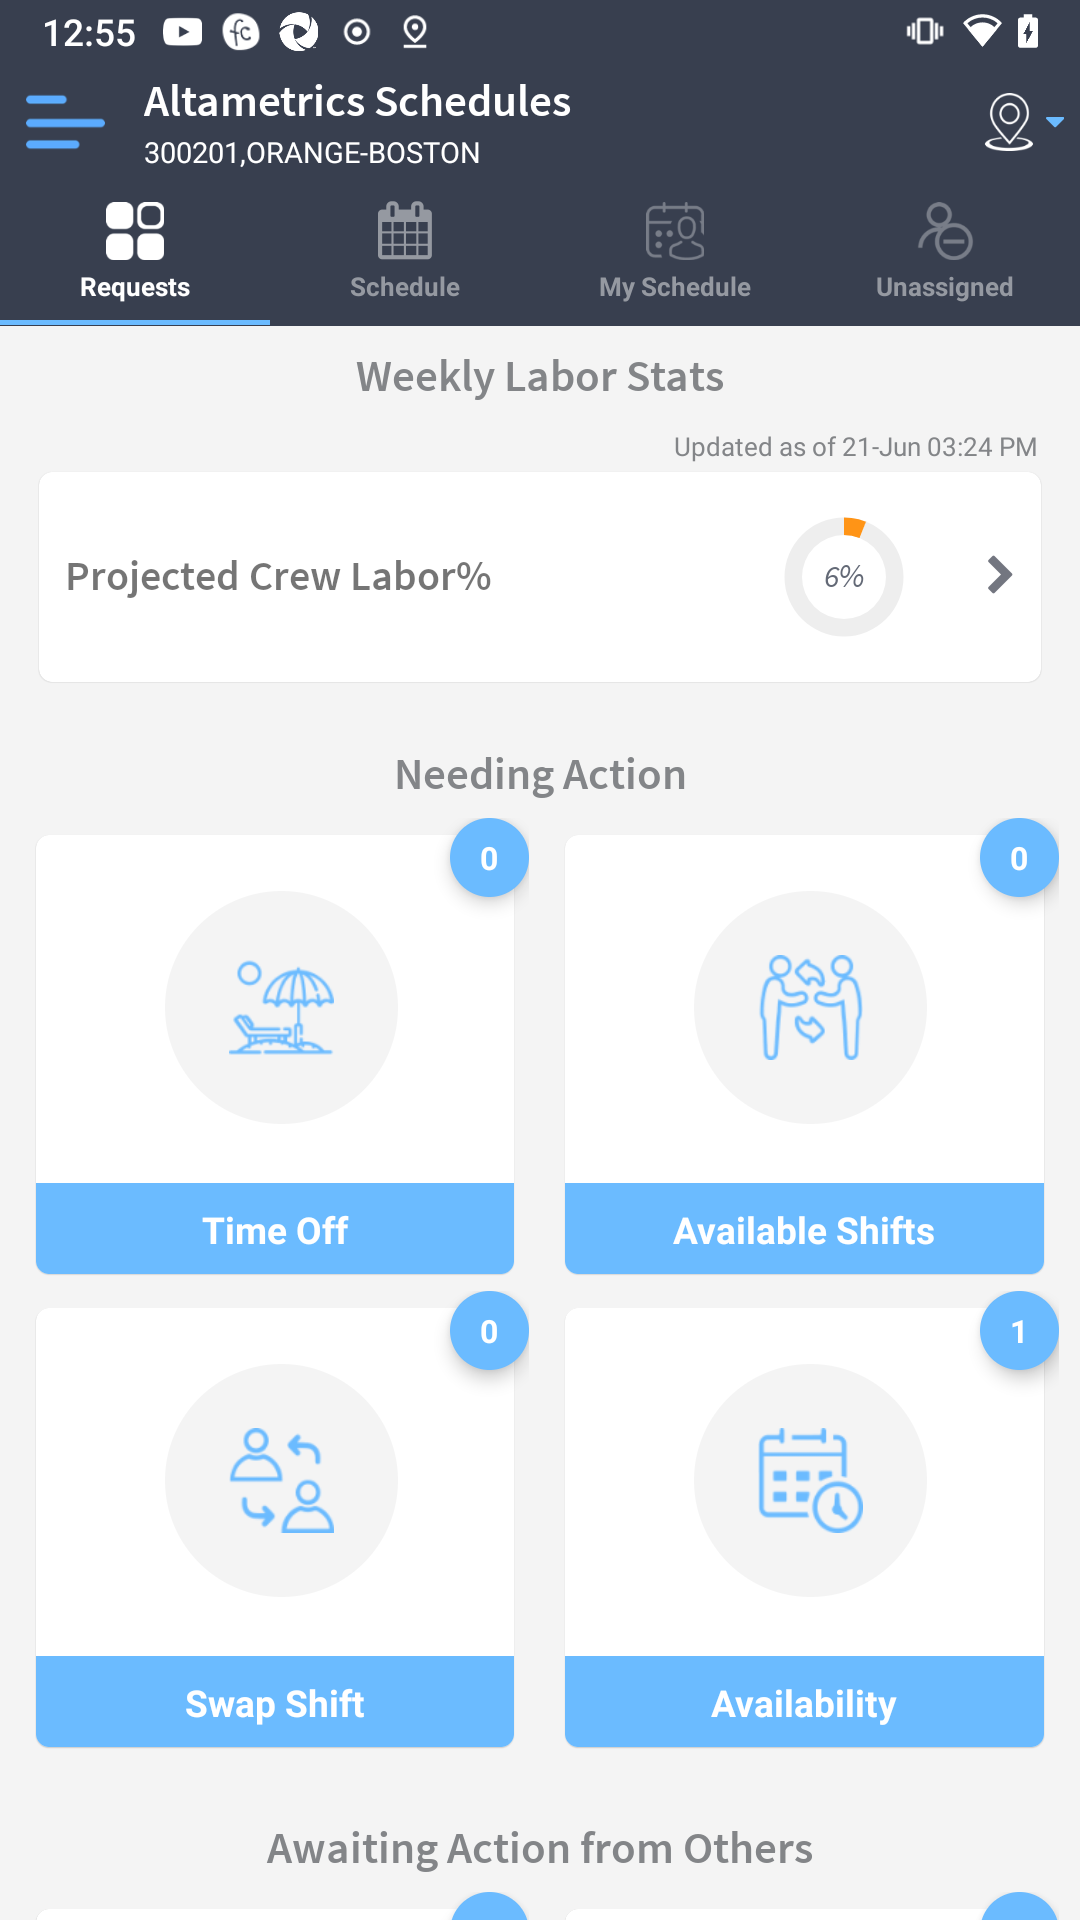 12:55
Altametrics Schedules
300201,ORANGE-BOSTON
Requests
Schedule
My Schedule
Unassigned
Weekly Labor Stats
Updated as of 21-Jun 03:24 PM
Projected Crew Labor%
6%
Needing Action
0
0
Time Off
Available Shifts
0
1
Swap Shift
Availability
Awaiting Action from Others